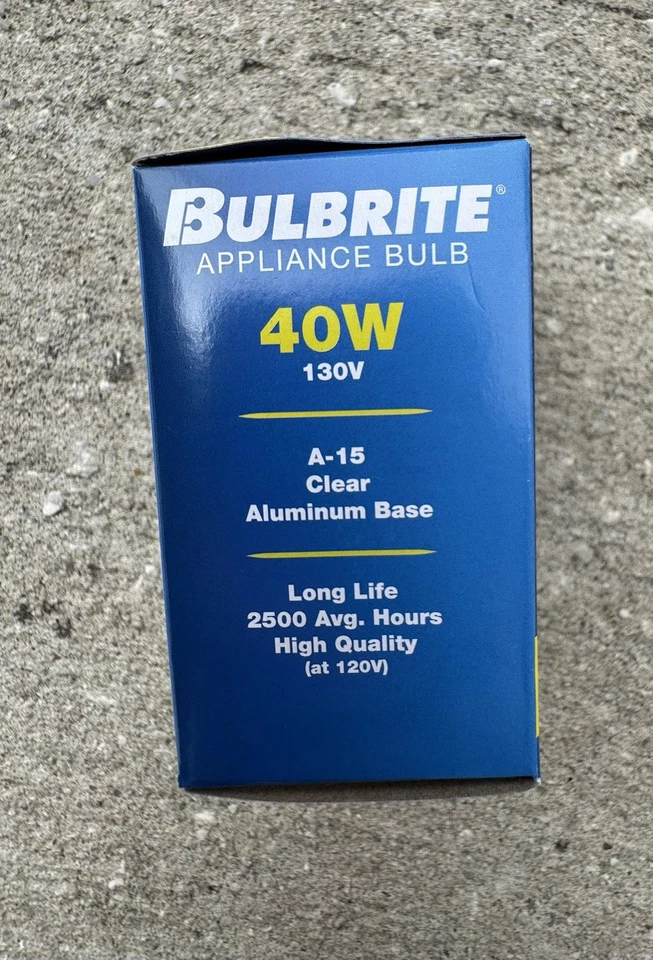 BULBRITE®
APPLIANCE BULB
40W
130V
A-15
Clear
Aluminum Base
Long Life
2500 Avg. Hours
High Quality
(at 120V)